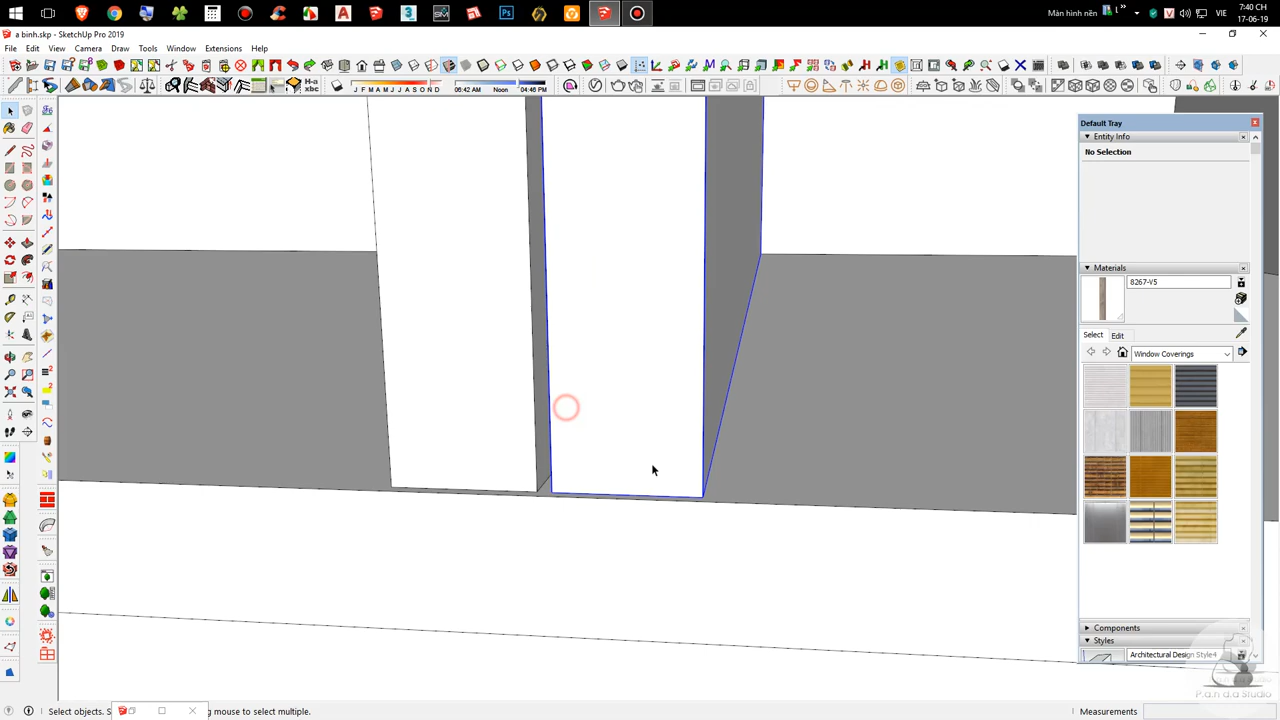 Màn hình nền
VIE
7:40 CH
17-06-19
a binh.skp - SketchUp Pro 2019
File Edit View Camera Draw Tools Window Extensions Help
J F M A M J J A S O N D
06:42 AM Noon 04:46 PM
H-a
xbc
Default Tray
Entity Info
No Selection
Materials
8267-V5
Select Edit
Window Coverings
Components
Styles
Architectural Design Style4
P.a.n.d.a Studio
Select objects. S
g mouse to select multiple.
Measurements